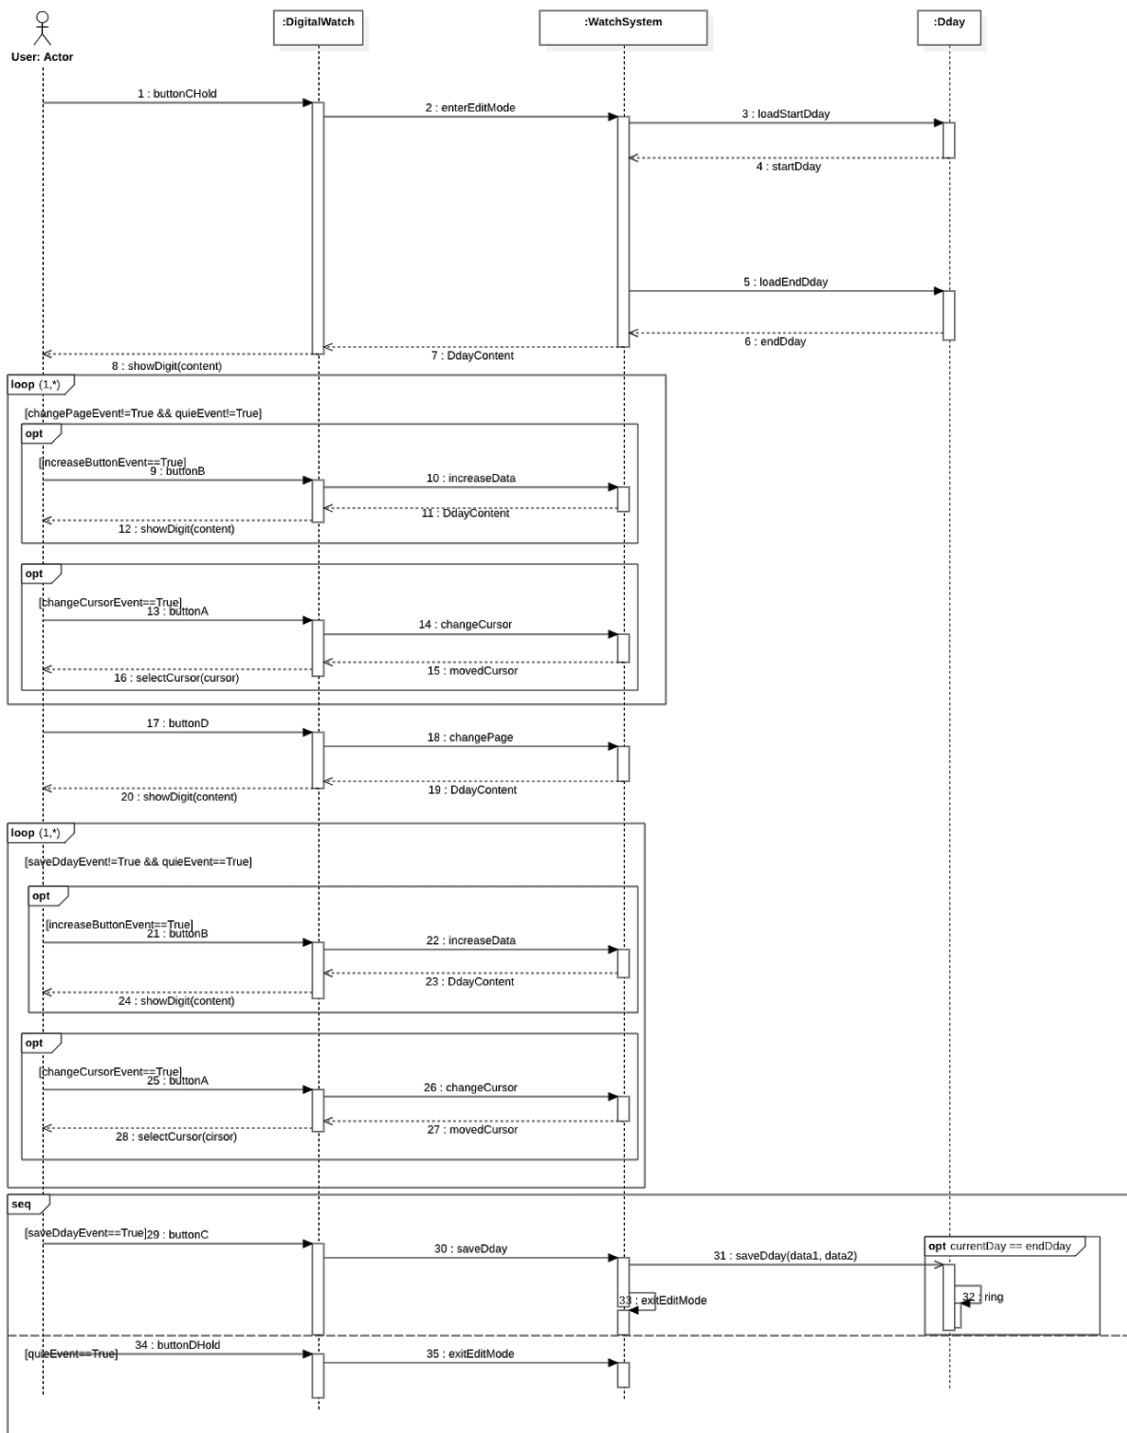 :DigitalWatch
:WatchSystem
:Dday
User: Actor
1 : buttonCHold
2 : enterEditMode
3 : loadStartDday
4 : startDday
5 : loadEndDday
6 : endDday
7 : DdayContent
8 : showDigit(content)
loop (1,*)
[changePageEvent!=True && quieEvent!=True]
opt
[increaseButtonEvent==True]
9 : buttonB
10 : increaseData
11 : DdayContent
12 : showDigit(content)
opt
[changeCursorEvent==True]
13 : buttonA
14 : changeCursor
15 : movedCursor
16 : selectCursor(cursor)
17 : buttonD
18 : changePage
19 : DdayContent
20 : showDigit(content)
loop (1,*)
[saveDdayEvent!=True && quieEvent==True]
opt
[increaseButtonEvent==True]
21 : buttonB
22 : increaseData
23 : DdayContent
24 : showDigit(content)
opt
[changeCursorEvent==True]
25 : buttonA
26 : changeCursor
27 : movedCursor
28 : selectCursor(cirsor)
seq
[saveDdayEvent==True]
29 : buttonC
30 : saveDday
31 : saveDday(data1, data2)
opt currentDay == endDday
32 : ring
33 : exitEditMode
34 : buttonDHold
[quieEvent==True]
35 : exitEditMode